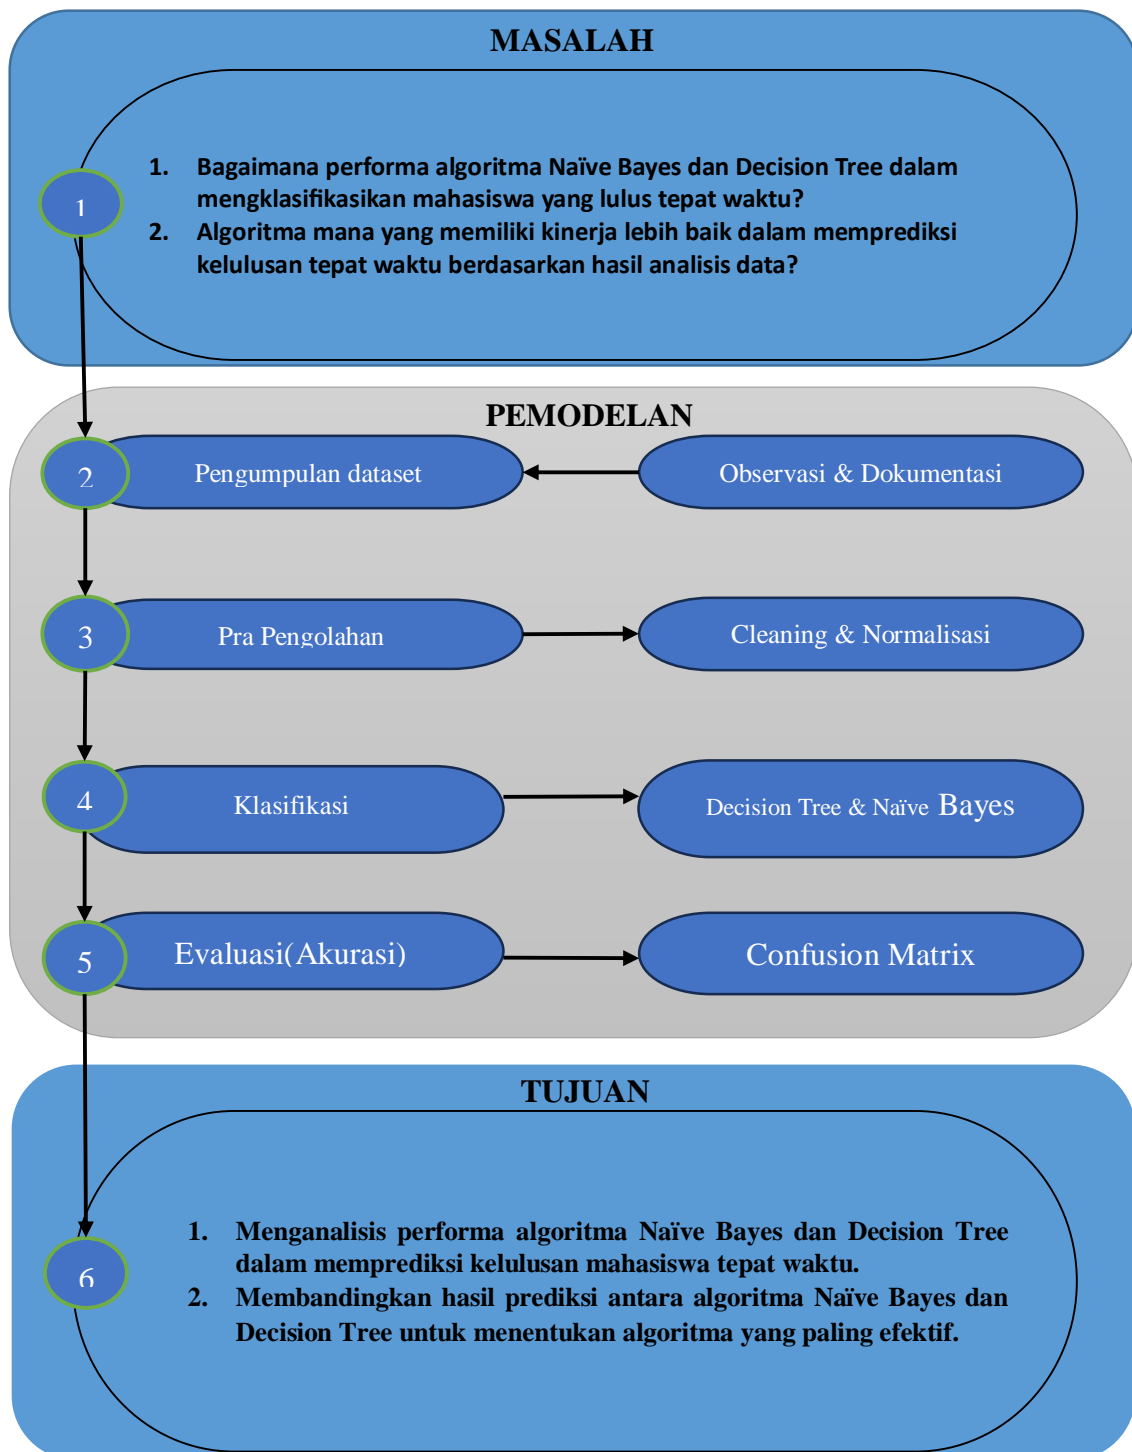 MASALAH
1. Bagaimana performa algoritma Naïve Bayes dan Decision Tree dalam
mengklasifikasikan mahasiswa yang lulus tepat waktu?
2. Algoritma mana yang memiliki kinerja lebih baik dalam memprediksi
kelulusan tepat waktu berdasarkan hasil analisis data?
1
PEMODELAN
2
Pengumpulan dataset
Observasi & Dokumentasi
3
Pra Pengolahan
Cleaning & Normalisasi
4
Klasifikasi
Decision Tree & Naïve Bayes
5
Evaluasi(Akurasi)
Confusion Matrix
TUJUAN
1. Menganalisis performa algoritma Naïve Bayes dan Decision Tree
dalam memprediksi kelulusan mahasiswa tepat waktu.
2. Membandingkan hasil prediksi antara algoritma Naïve Bayes dan
Decision Tree untuk menentukan algoritma yang paling efektif.
6